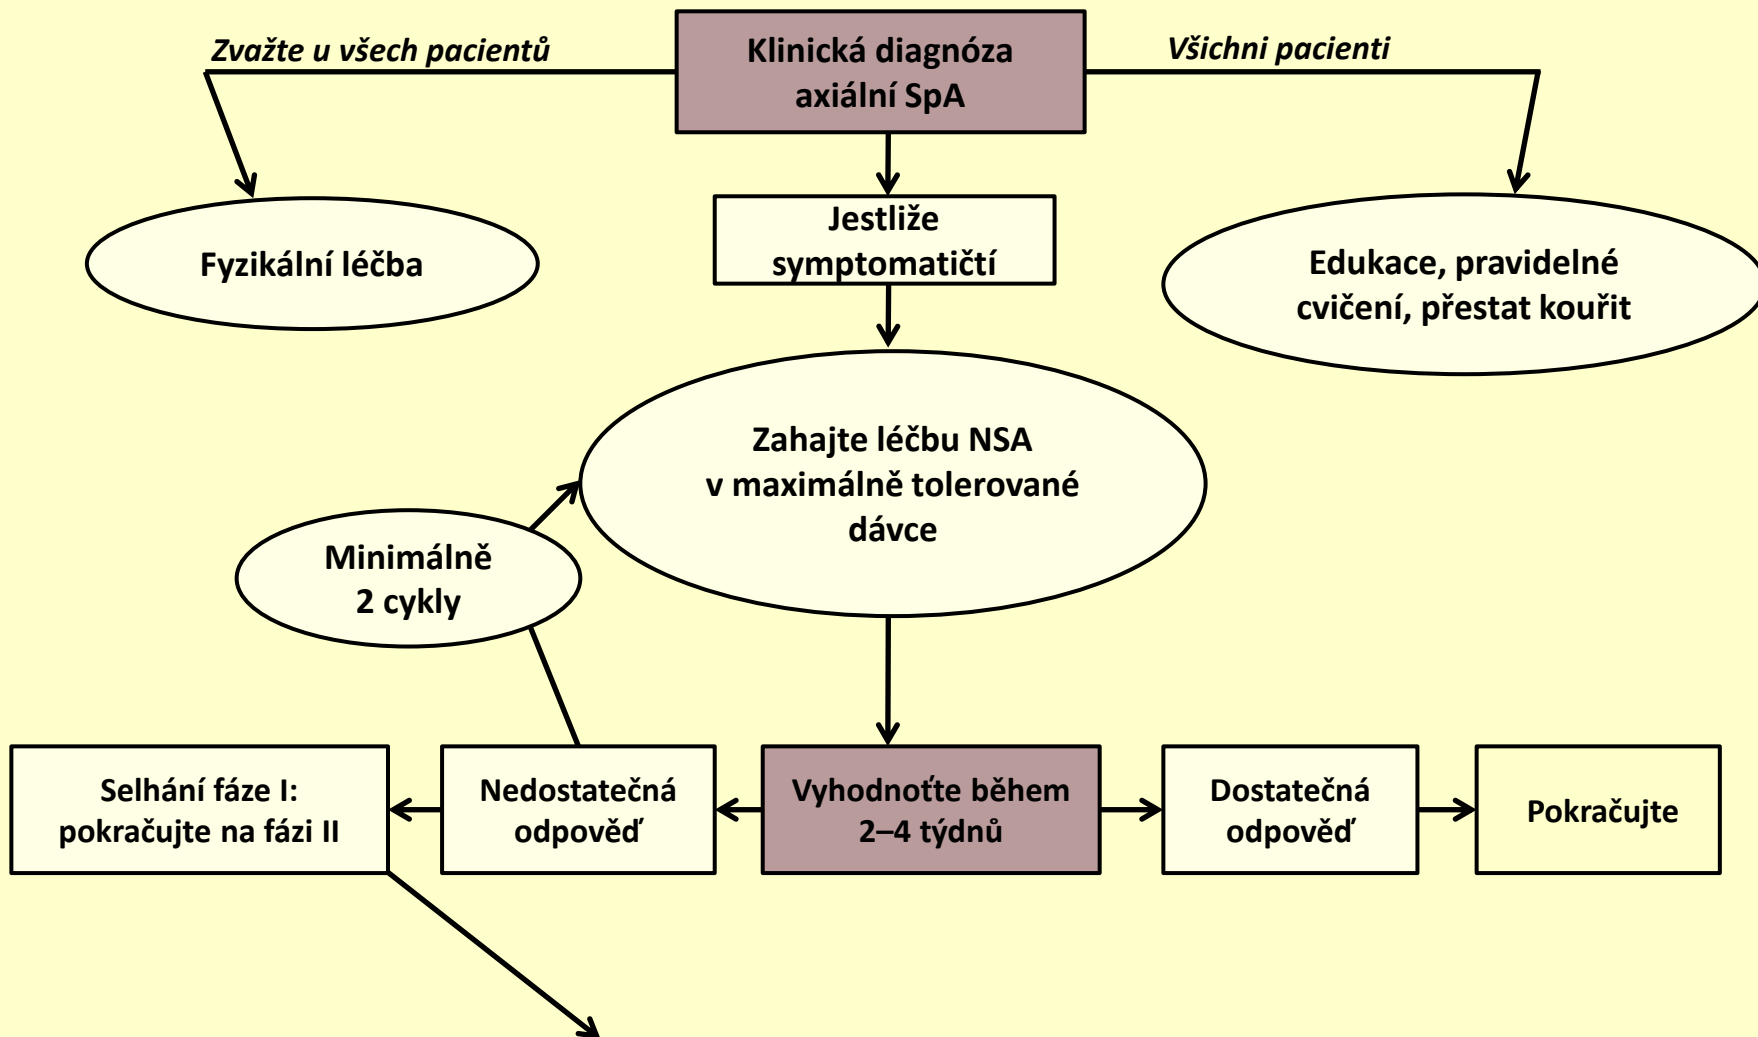 Zvažte u všech pacientů
Klinická diagnóza
axiální SpA
Všichni pacienti
Fyzikální léčba
Jestliže
symptomatičtí
Edukace, pravidelné
cvičení, přestat kouřit
Zahajte léčbu NSA
v maximálně tolerované
dávce
Minimálně
2 cykly
Selhání fáze I:
pokračujte na fázi II
Nedostatečná
odpověď
Vyhodnoťte během
2–4 týdnů
Dostatečná
odpověď
Pokračujte